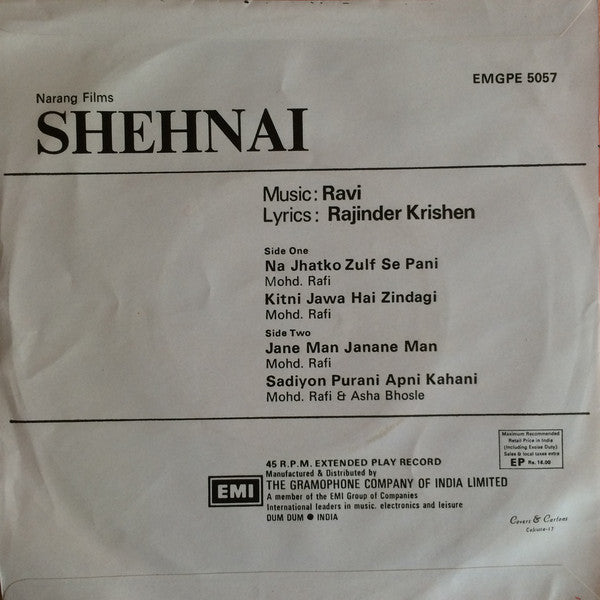 EMGPE 5057
Narang Films
SHEHNAI
Music: Ravi
Lyrics: Rajinder Krishen
Side One
Na Jhatko Zulf Se Pani
Mohd. Rafi
Kitni Jawa Hai Zindagi
Mohd. Rafi
Side Two
Jane Man Janane Man
Mohd. Rafi
Sadiyon Purani Apni Kahani
Mohd. Rafi & Asha Bhosle
Maximum Recommended
Retail Price in India
(Including Excise Duty)
Sales & local taxes extra
EP Rs. 16.00
45 R.P.M. EXTENDED PLAY RECORD
Manufactured & Distributed by
EMI THE GRAMOPHONE COMPANY OF INDIA LIMITED
A member of the EMI Group of Companies
International leaders in music, electronics and leisure
DUM DUM ● INDIA
Covers & Cartons